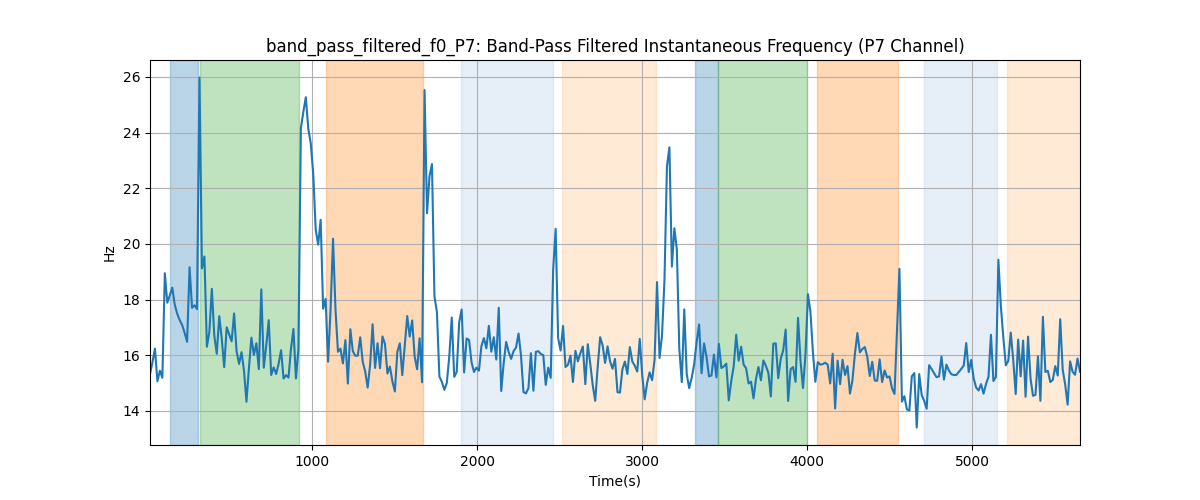 band_pass_filtered_f0_P7: Band-Pass Filtered Instantaneous Frequency (P7 Channel)
26
24
22
20
18
16
14
Hz
1000 2000 3000 4000 5000
Time(s)